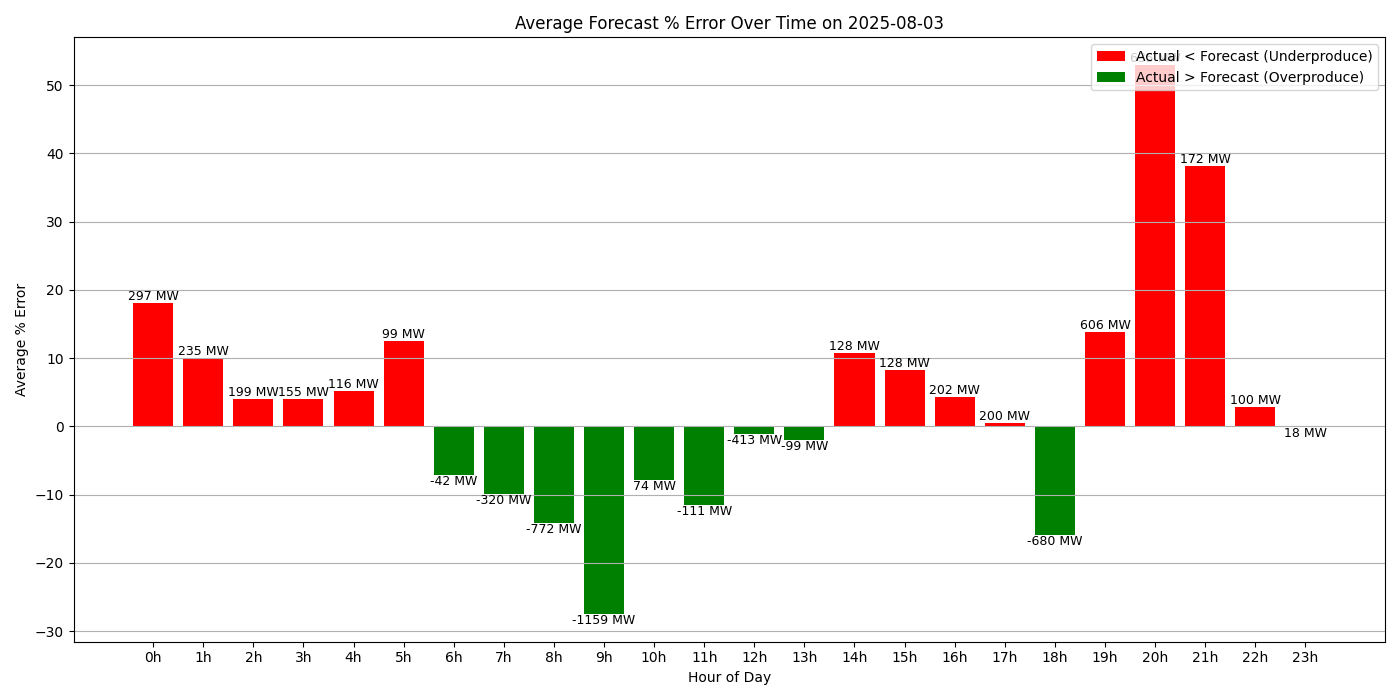 Average Forecast % Error Over Time on 2025-08-03
Actual < Forecast (Underproduce)
Actual > Forecast (Overproduce)
Average % Error
50
40
30
20
10
0
−10
−20
−30
297 MW
235 MW
199 MW
155 MW
116 MW
99 MW
-42 MW
-320 MW
-772 MW
-1159 MW
74 MW
-111 MW
-413 MW
-99 MW
128 MW
128 MW
202 MW
200 MW
-680 MW
606 MW
172 MW
100 MW
18 MW
0h 1h 2h 3h 4h 5h 6h 7h 8h 9h 10h 11h 12h 13h 14h 15h 16h 17h 18h 19h 20h 21h 22h 23h
Hour of Day